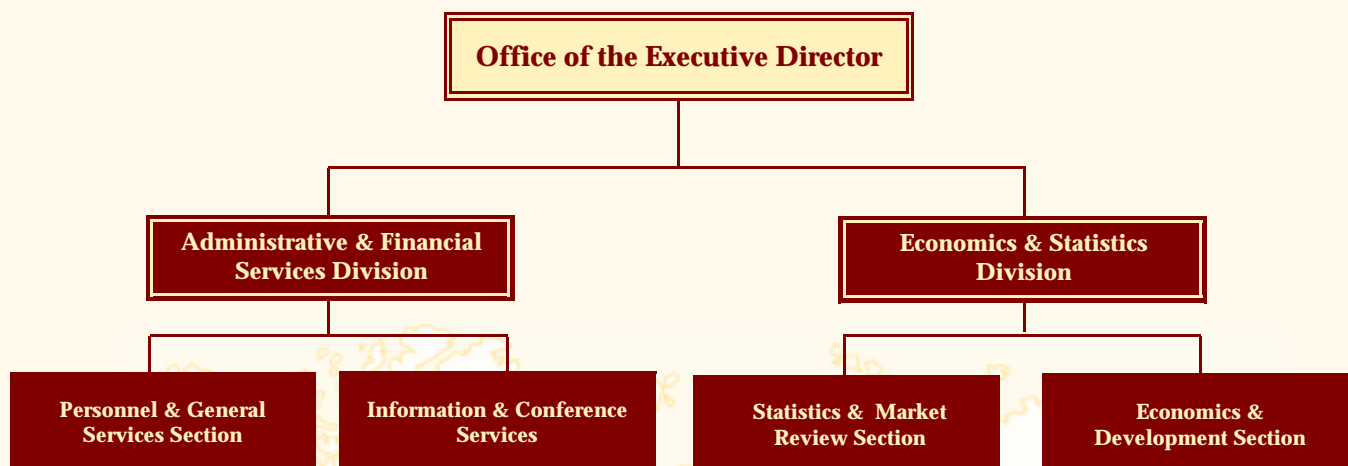 Office of the Executive Director
Administrative & Financial
Services Division
Economics & Statistics
Division
Personnel & General
Services Section
Information & Conference
Services
Statistics & Market
Review Section
Economics &
Development Section